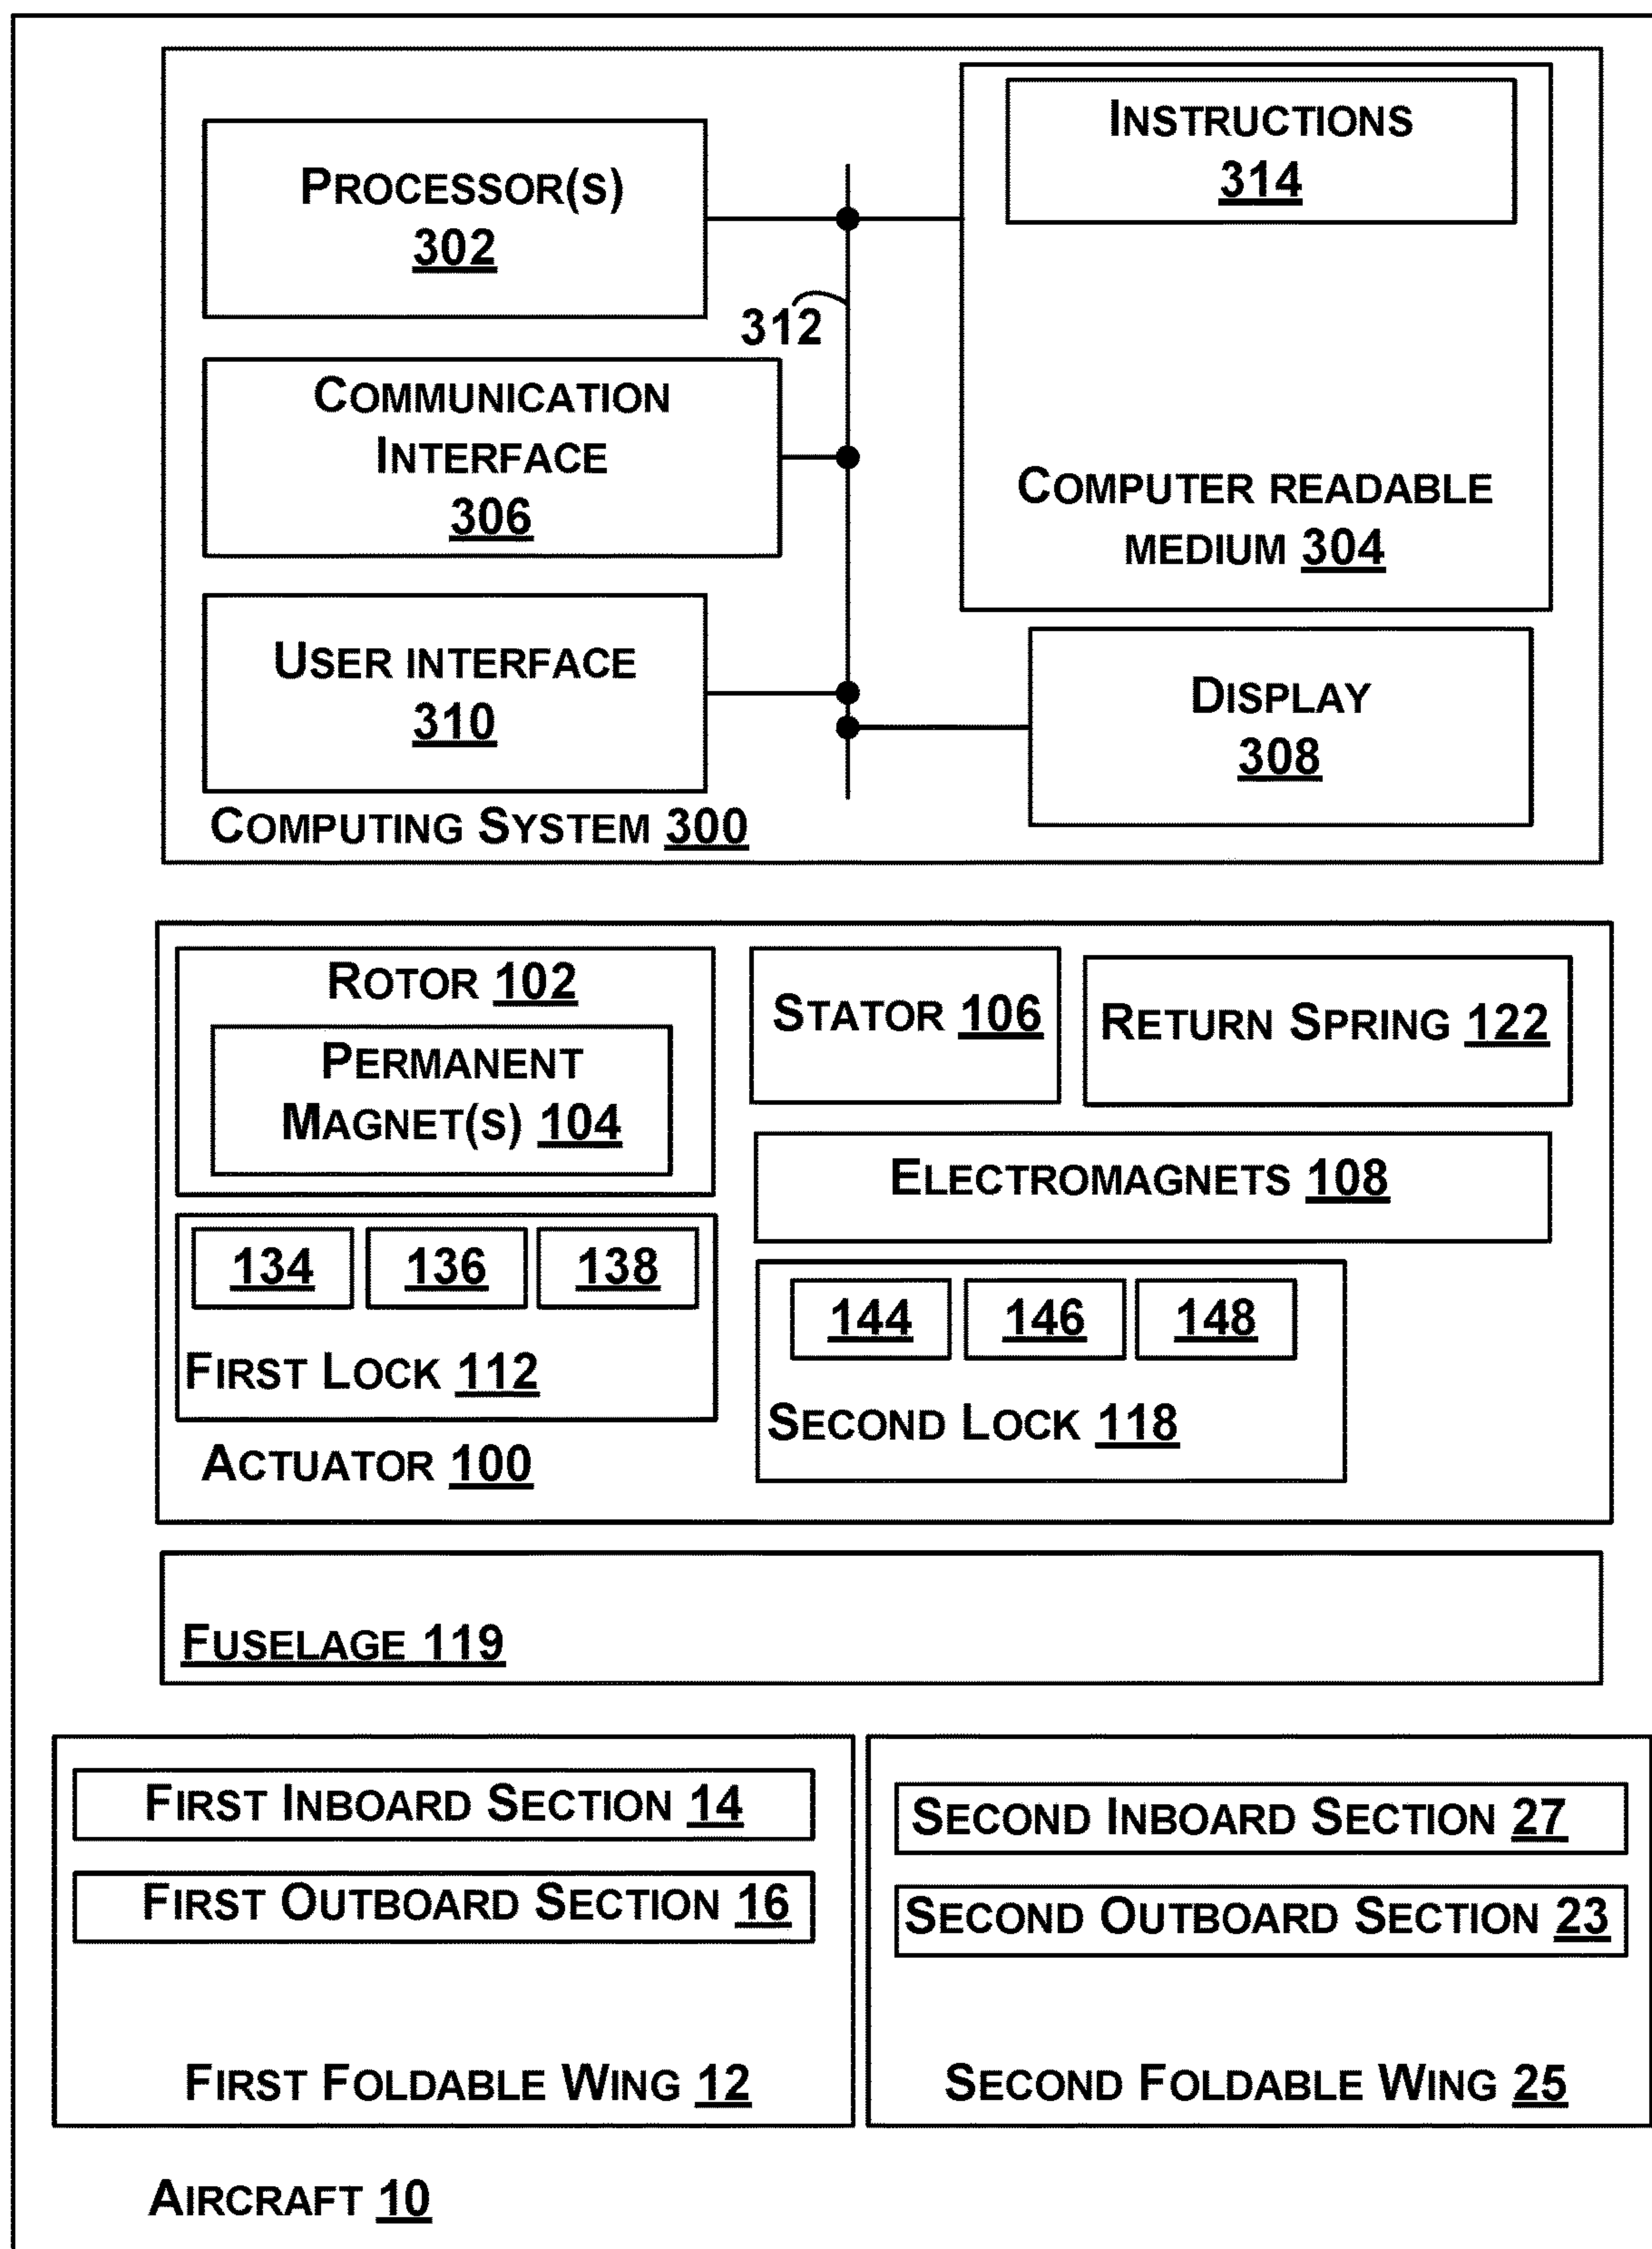 PROCESSOR(S)
302
INSTRUCTIONS
314
312
COMMUNICATION
INTERFACE
306
COMPUTER READABLE
MEDIUM 304
USER INTERFACE
310
DISPLAY
308
COMPUTING SYSTEM 300
ROTOR 102
PERMANENT
MAGNET(S) 104
STATOR 106
RETURN SPRING 122
ELECTROMAGNETS 108
134
136
138
FIRST LOCK 112
144
146
148
SECOND LOCK 118
ACTUATOR 100
FUSELAGE 119
FIRST INBOARD SECTION 14
FIRST OUTBOARD SECTION 16
FIRST FOLDABLE WING 12
SECOND INBOARD SECTION 27
SECOND OUTBOARD SECTION 23
SECOND FOLDABLE WING 25
AIRCRAFT 10